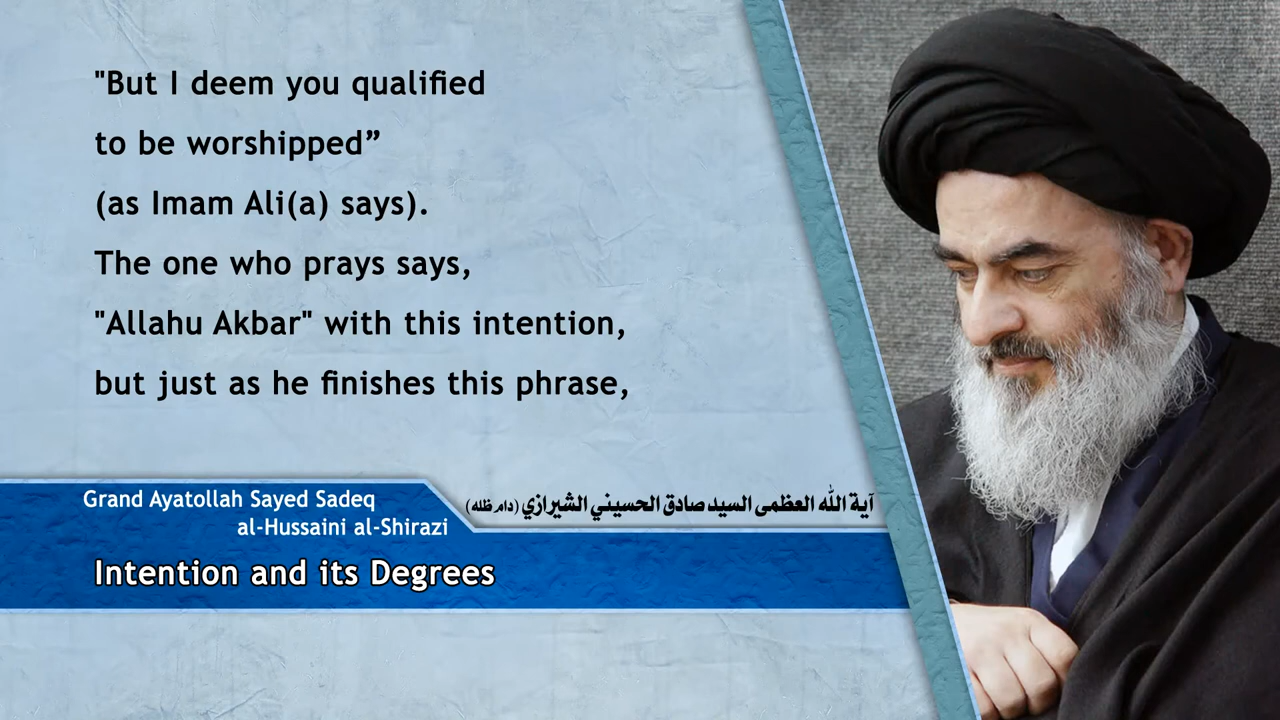 "But I deem you qualified
to be worshipped”
(as Imam Ali(a) says).
The one who prays says,
"Allahu Akbar" with this intention,
but just as he finishes this phrase,
Grand Ayatollah Sayed Sadeq
al-Hussaini al-Shirazi
آية الله العظمى السيد صادق الحسيني الشيرازي (دام ظله)
Intention and its Degrees